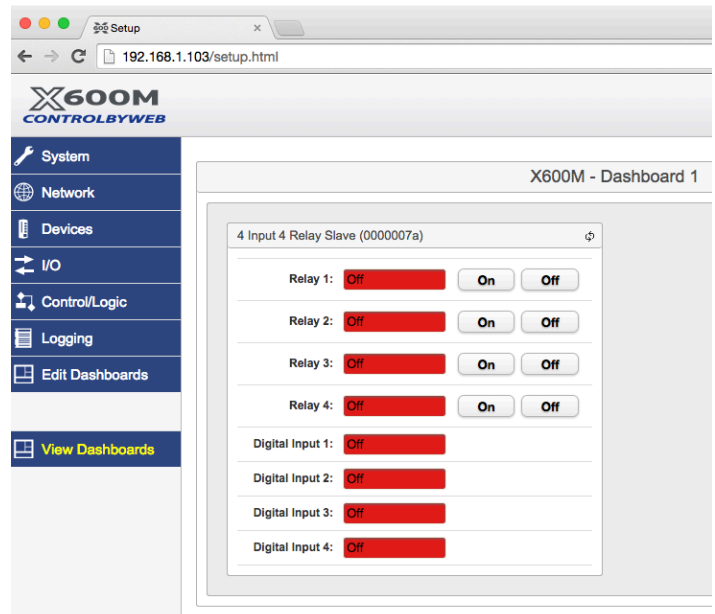 Setup
192.168.1.103/setup.html
X600M
CONTROLBYWEB
System
Network
Devices
I/O
Control/Logic
Logging
Edit Dashboards
View Dashboards
X600M - Dashboard 1
4 Input 4 Relay Slave (0000007a)
Relay 1: Off On Off
Relay 2: Off On Off
Relay 3: Off On Off
Relay 4: Off On Off
Digital Input 1: Off
Digital Input 2: Off
Digital Input 3: Off
Digital Input 4: Off